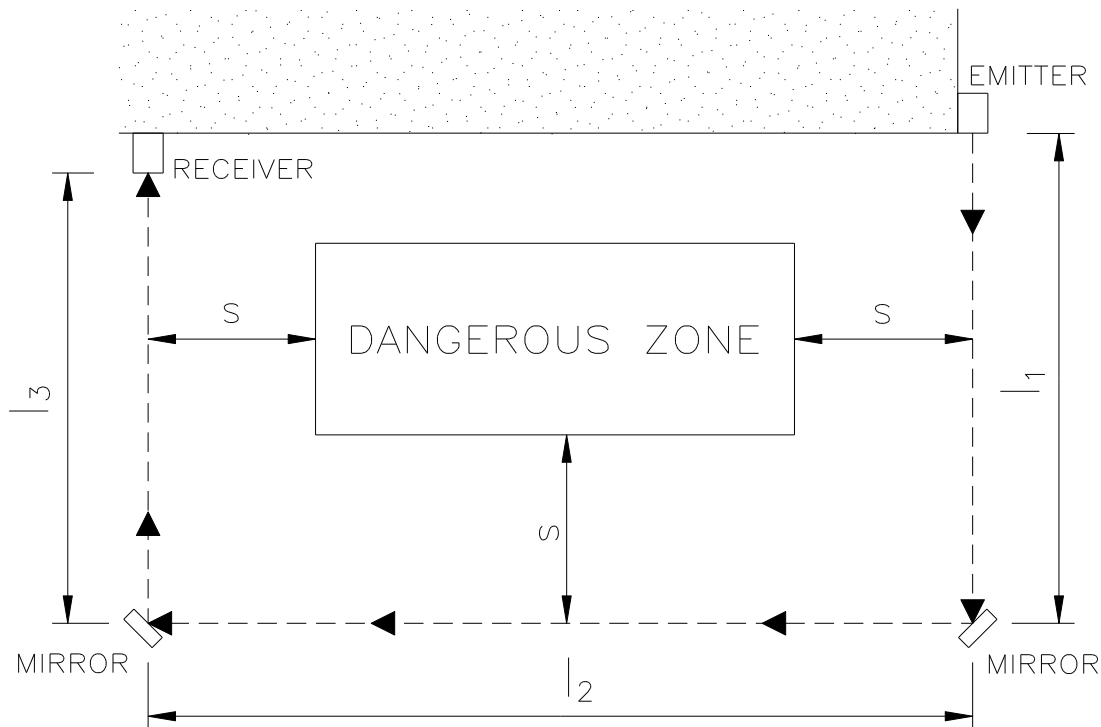 EMITTER
RECEIVER
S
S
DANGEROUS ZONE
l3
l1
S
MIRROR
MIRROR
l2